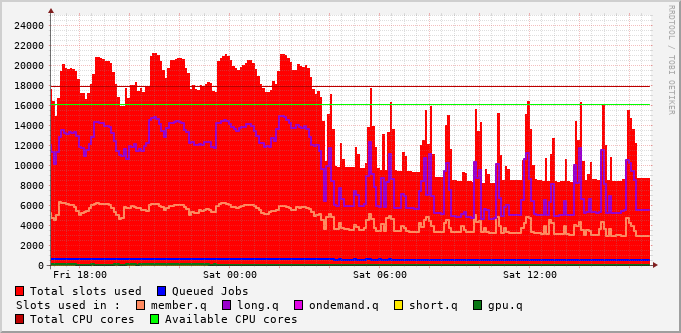 RRDTOOL / TOBI OETIKER
24000
22000
20000
18000
16000
14000
12000
10000
8000
6000
4000
2000
0
Fri 18:00 Sat 00:00 Sat 06:00 Sat 12:00
Total slots used Queued Jobs
Slots used in : member.q long.q ondemand.q short.q gpu.q
Total CPU cores Available CPU cores